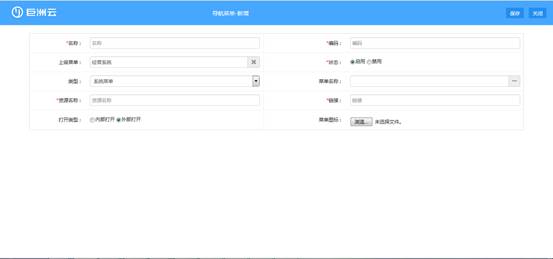 巨洲云
导航菜单-新增
保存 关闭
*名称： 名称
*编码： 编码
上级菜单： 经营系统
*状态： 启用 禁用
类型： 系统菜单
菜单名称：
*资源名称： 资源名称
*链接： 链接
打开类型： 内部打开 外部打开
菜单图标： 浏览... 未选择文件。